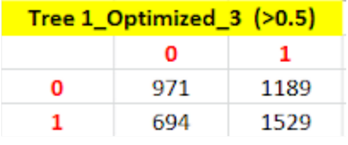 Tree 1_Optimized_3 (>0.5)
0 1
0 971 1189
1 694 1529